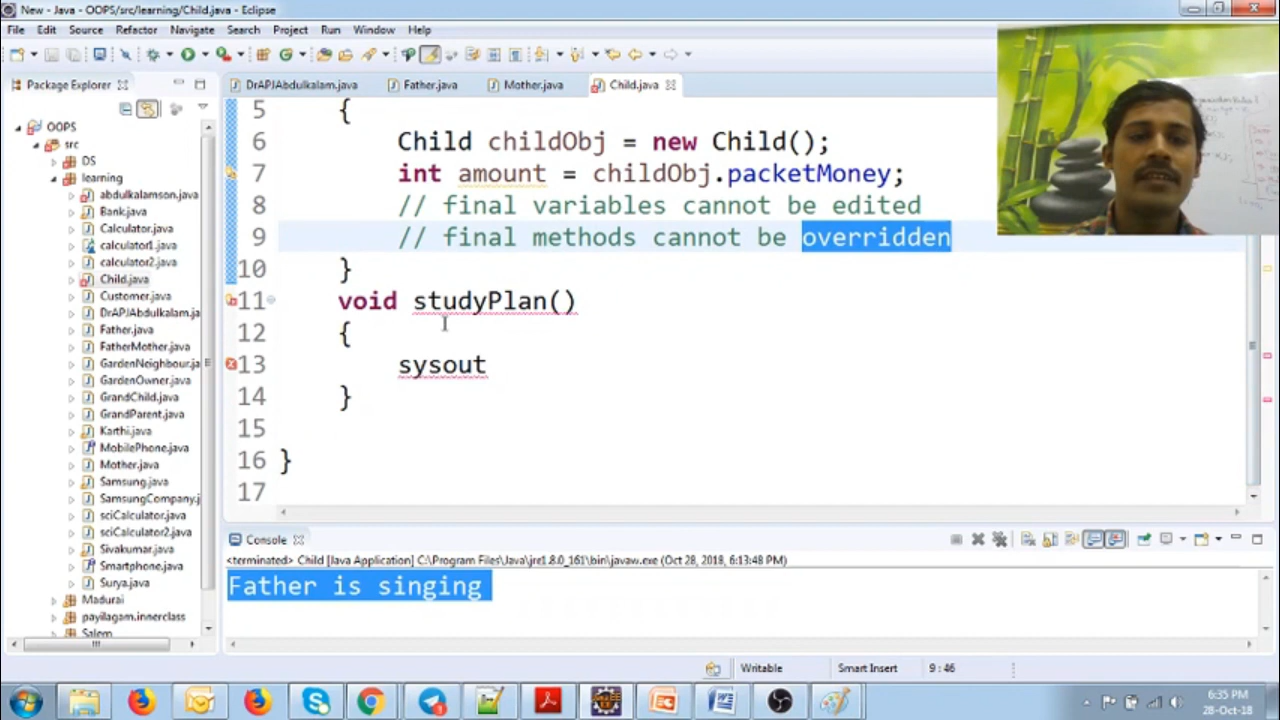 New - Java - OOPS/src/learning/Child.java - Eclipse
File Edit Source Refactor Navigate Search Project Run Window Help
Package Explorer
DrAPJAbdulkalam.java Father.java Mother.java Child.java
OOPS
src
DS
learning
abdulkalamson.java
Bank.java
Calculator.java
calculator1.java
calculator2.java
Child.java
Customer.java
DrAPJAbdulkalam.ja
Father.java
FatherMother.java
GardenNeighbour.ja
GardenOwner.java
GrandChild.java
GrandParent.java
Karthi.java
MobilePhone.java
Mother.java
Samsung.java
SamsungCompany.j
sciCalculator.java
sciCalculator2.java
Sivakumar.java
Smartphone.java
Surya.java
Madurai
payilagam.innerclass
Salem
5 {
6 Child childObj = new Child();
7 int amount = childObj.packetMoney;
8 // final variables cannot be edited
9 // final methods cannot be overridden
10 }
11 void studyPlan()
12 {
13 sysout
14 }
15
16 }
17
Console
<terminated> Child [Java Application] C:\Program Files\Java\jre1.8.0_161\bin\javaw.exe (Oct 28, 2018, 6:13:48 PM)
Father is singing
Writable Smart Insert 9 : 46
6:35 PM
28-Oct-18